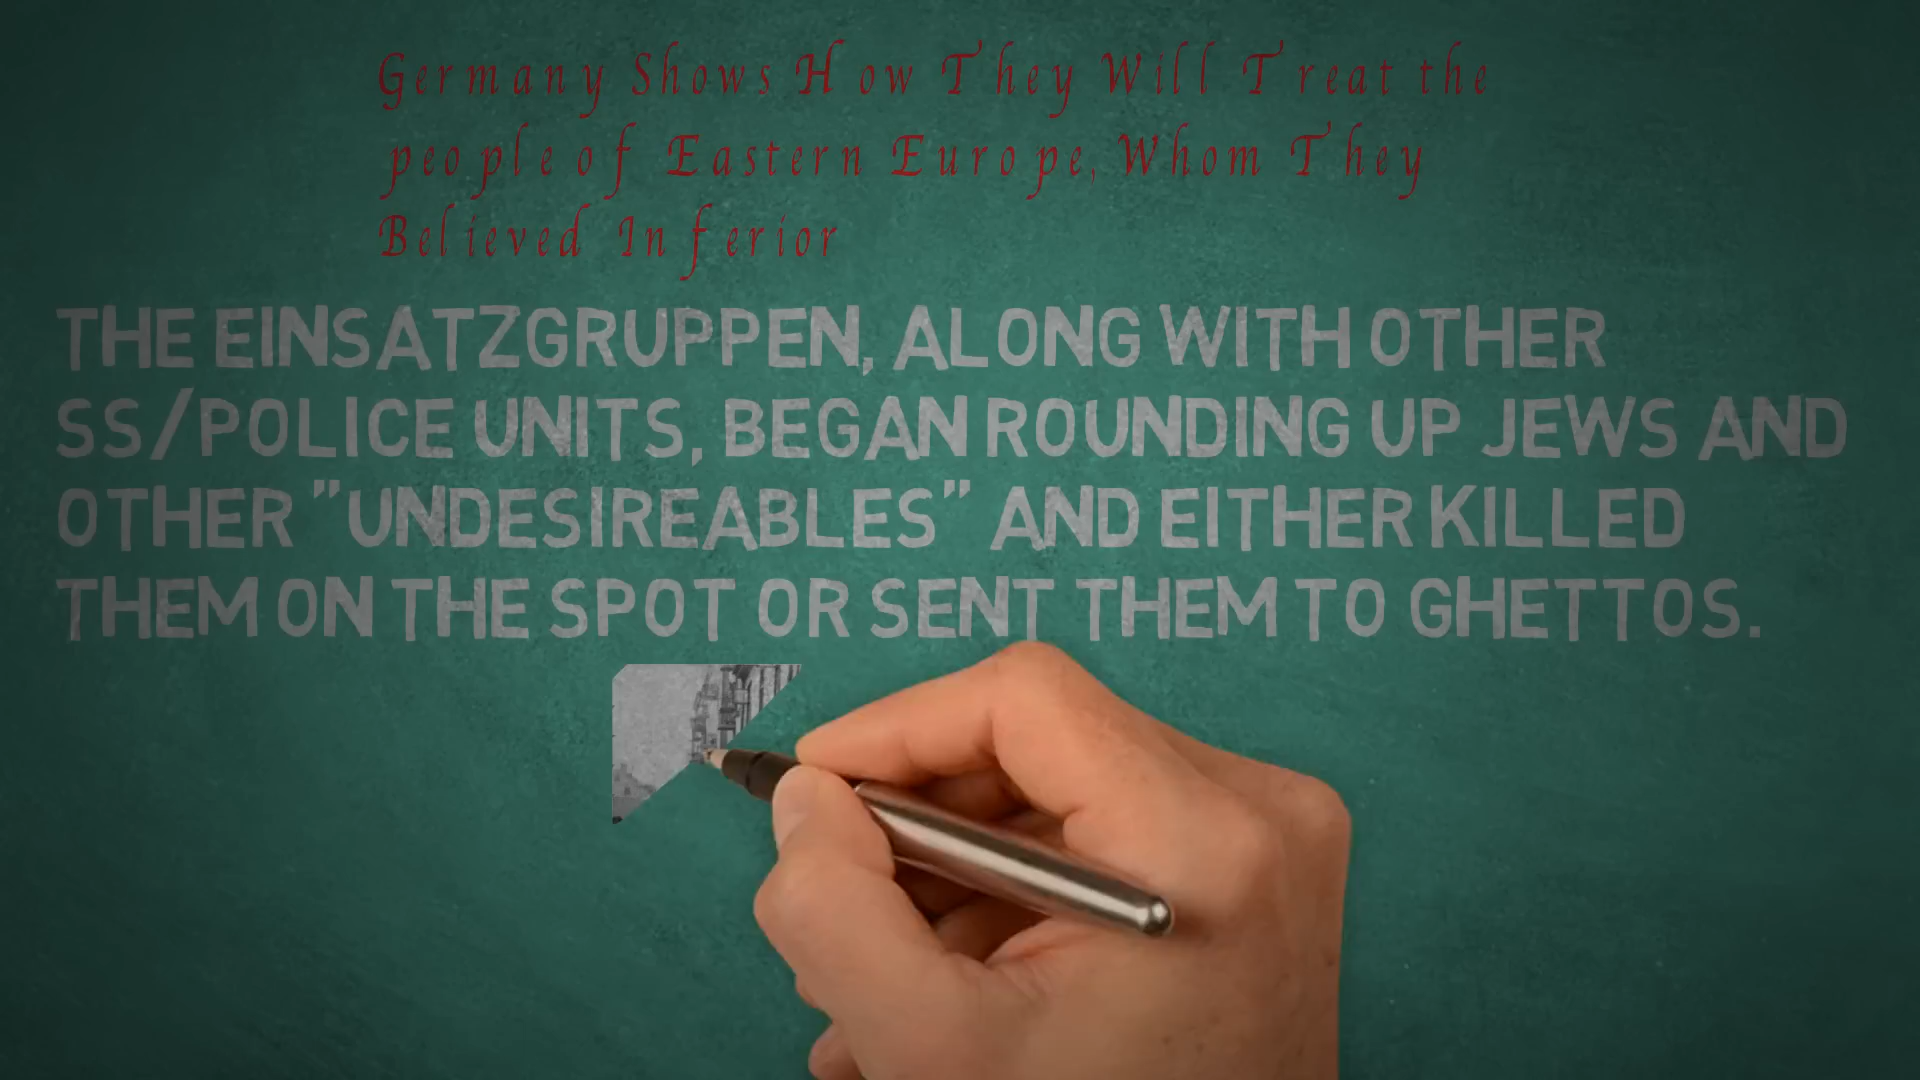 Germany Shows How They Will Treat the
people of Eastern Europe, Whom They
Believed Inferior
THE EINSATZGRUPPEN, ALONG WITH OTHER
SS/POLICE UNITS, BEGAN ROUNDING UP JEWS AND
OTHER "UNDESIREABLES" AND EITHER KILLED
THEM ON THE SPOT OR SENT THEM TO GHETTOS.